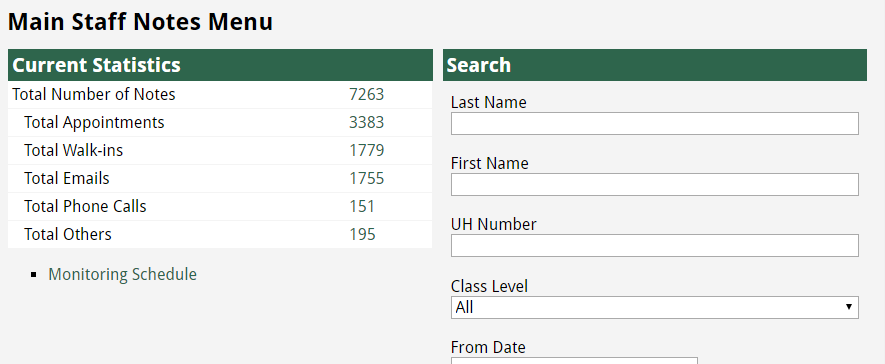 Main Staff Notes Menu
Current Statistics
Total Number of Notes 7263
Total Appointments 3383
Total Walk-ins 1779
Total Emails 1755
Total Phone Calls 151
Total Others 195
Monitoring Schedule
Search
Last Name
First Name
UH Number
Class Level
All
From Date